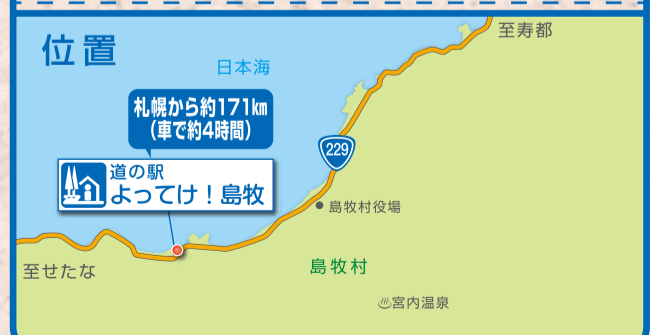 位置
至寿都
日本海
札幌から約171km
(車で約4時間)
229
道の駅
よってけ！島牧
島牧村役場
至せたな
島牧村
♨宮内温泉